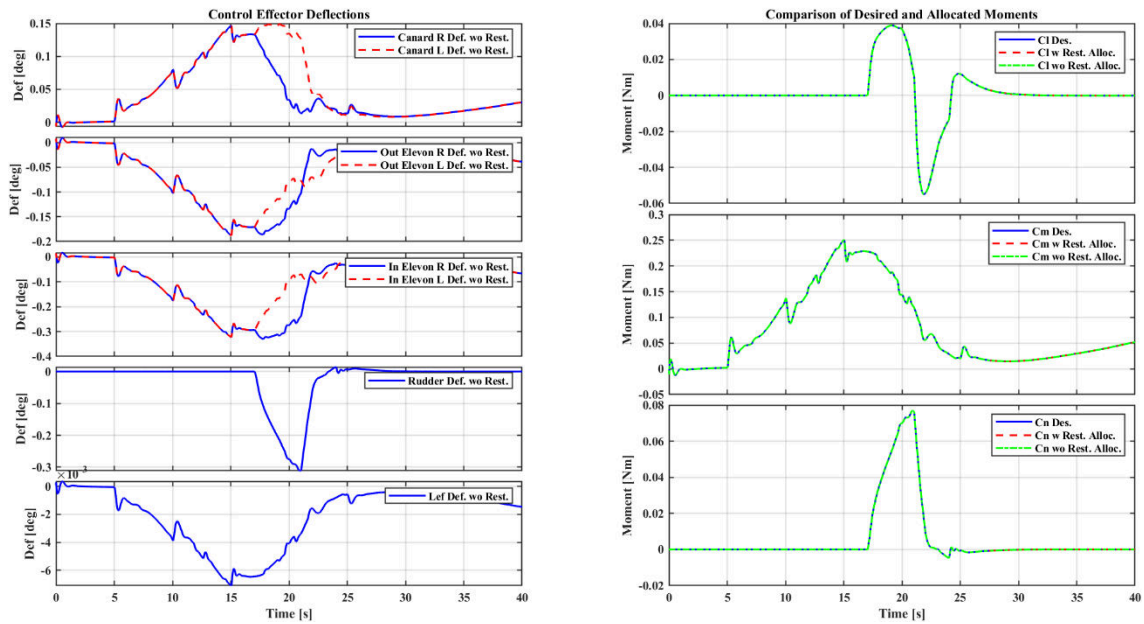 Control Effector Deflections
0.15
0.1
0.05
0
Def [deg]
Canard R Def. wo Rest.
Canard L Def. wo Rest.
-0.05
-0.1
-0.15
-0.2
Def [deg]
Out Elevon R Def. wo Rest.
Out Elevon L Def. wo Rest.
0
-0.1
-0.2
-0.3
-0.4
Def [deg]
In Elevon R Def. wo Rest.
In Elevon L Def. wo Rest.
0
-0.1
-0.2
-0.3
Def [deg]
Rudder Def. wo Rest.
0
-2
-4
-6
Def [deg]
Lef Def. wo Rest.
0 5 10 15 20 25 30 35 40
Time [s]
Comparison of Desired and Allocated Moments
0.04
0.02
0
-0.02
-0.04
-0.06
Moment [Nm]
Cl Des.
Cl w Rest. Alloc.
Cl wo Rest. Alloc.
0.3
0.25
0.2
0.15
0.1
0.05
0
-0.05
Moment [Nm]
Cm Des.
Cm w Rest. Alloc.
Cm wo Rest. Alloc.
0.08
0.06
0.04
0.02
0
-0.02
Moment [Nm]
Cn Des.
Cn w Rest. Alloc.
Cn wo Rest. Alloc.
0 5 10 15 20 25 30 35 40
Time [s]